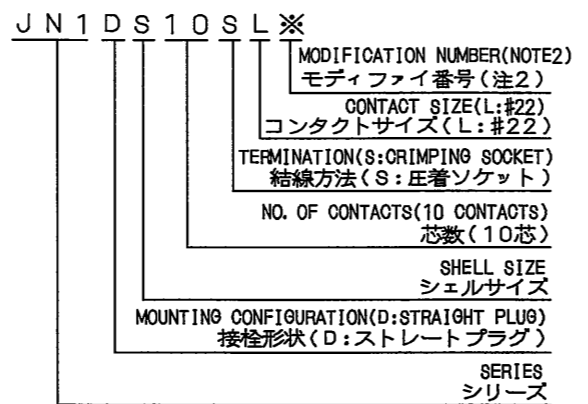 JN1DS10SL※
MODIFICATION NUMBER(NOTE2)
モディファイ番号(注2)
CONTACT SIZE(L:#22)
コンタクトサイズ(L:#22)
TERMINATION(S:CRIMPING SOCKET)
結線方法(S:圧着ソケット)
NO. OF CONTACTS(10 CONTACTS)
芯数(10芯)
SHELL SIZE
シェルサイズ
MOUNTING CONFIGURATION(D:STRAIGHT PLUG)
接栓形状(D:ストレートプラグ)
SERIES
シリーズ